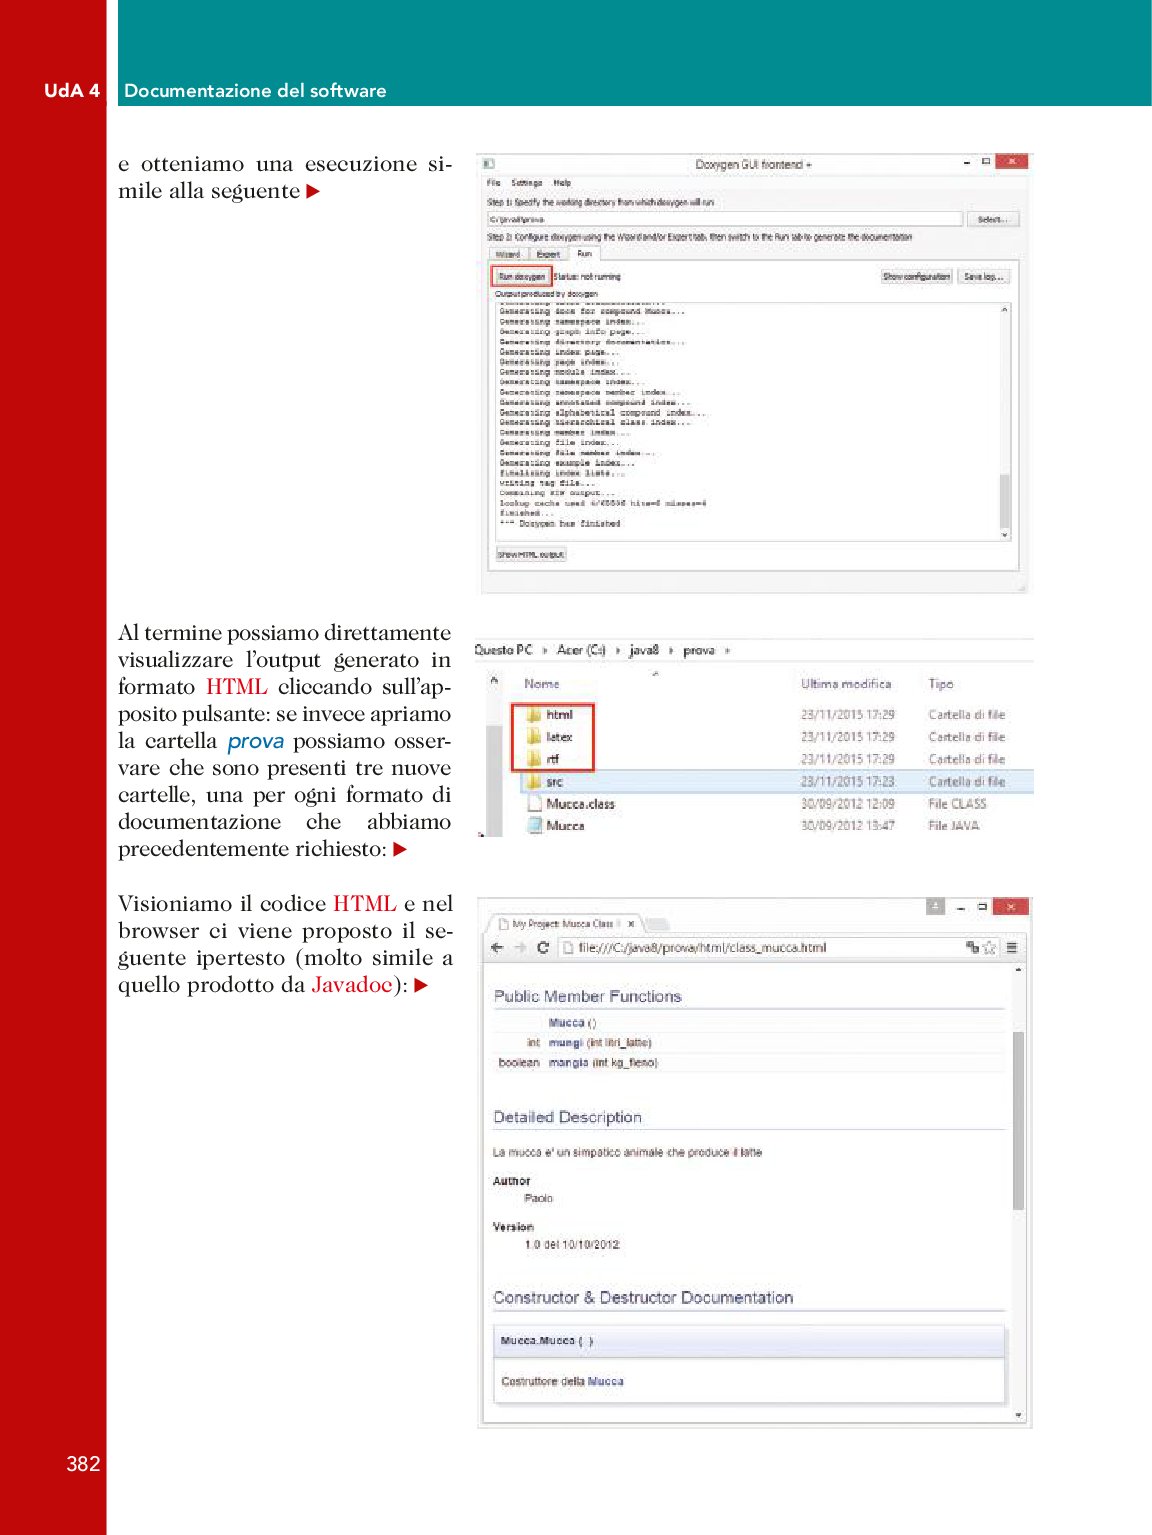 UdA 4 Documentazione del software
e otteniamo una esecuzione si-
mile alla seguente
Doxygen GUI frontend +
File Settings Help
Step 1: Specify the working directory from which doxygen will run
C:/java8/prova
Select...
Step 2: Configure doxygen using the Wizard and/or Expert tab, then switch to the Run tab to generate the documentation
Wizard Expert Run
Run doxygen Status: not running Show configuration Save log...
Output produced by doxygen
Generating docs for compound Mucca...
Generating namespace index...
Generating graph info page...
Generating directory documentation...
Generating index page...
Generating page index...
Generating module index...
Generating namespace index...
Generating namespace member index...
Generating annotated compound index...
Generating alphabetical compound index...
Generating hierarchical class index...
Generating member index...
Generating file index...
Generating file member index...
Generating example index...
finalizing index lists...
writing tag file...
Combining RTF output...
lookup cache used 4/65536 hits=6 misses=4
finished...
*** Doxygen has finished
Show HTML output
Al termine possiamo direttamente
visualizzare l'output generato in
formato HTML cliccando sull'ap-
posito pulsante: se invece apriamo
la cartella prova possiamo osser-
vare che sono presenti tre nuove
cartelle, una per ogni formato di
documentazione che abbiamo
precedentemente richiesto:
Questo PC Acer (C:) java8 prova
Nome Ultima modifica Tipo
html 23/11/2015 17:29 Cartella di file
latex 23/11/2015 17:29 Cartella di file
rtf 23/11/2015 17:29 Cartella di file
src 23/11/2015 17:23 Cartella di file
Mucca.class 30/09/2012 12:09 File CLASS
Mucca 30/09/2012 13:47 File JAVA
Visioniamo il codice HTML e nel
browser ci viene proposto il se-
guente ipertesto (molto simile a
quello prodotto da Javadoc):
My Project: Mucca Class
file:///C:/java8/prova/html/class_mucca.html
Public Member Functions
Mucca ()
int mungi (int litri_latte)
boolean mangia (int kg_fieno)
Detailed Description
La mucca e' un simpatico animale che produce il latte
Author
Paolo
Version
1.0 del 10/10/2012
Constructor & Destructor Documentation
Mucca.Mucca ( )
Costruttore della Mucca
382